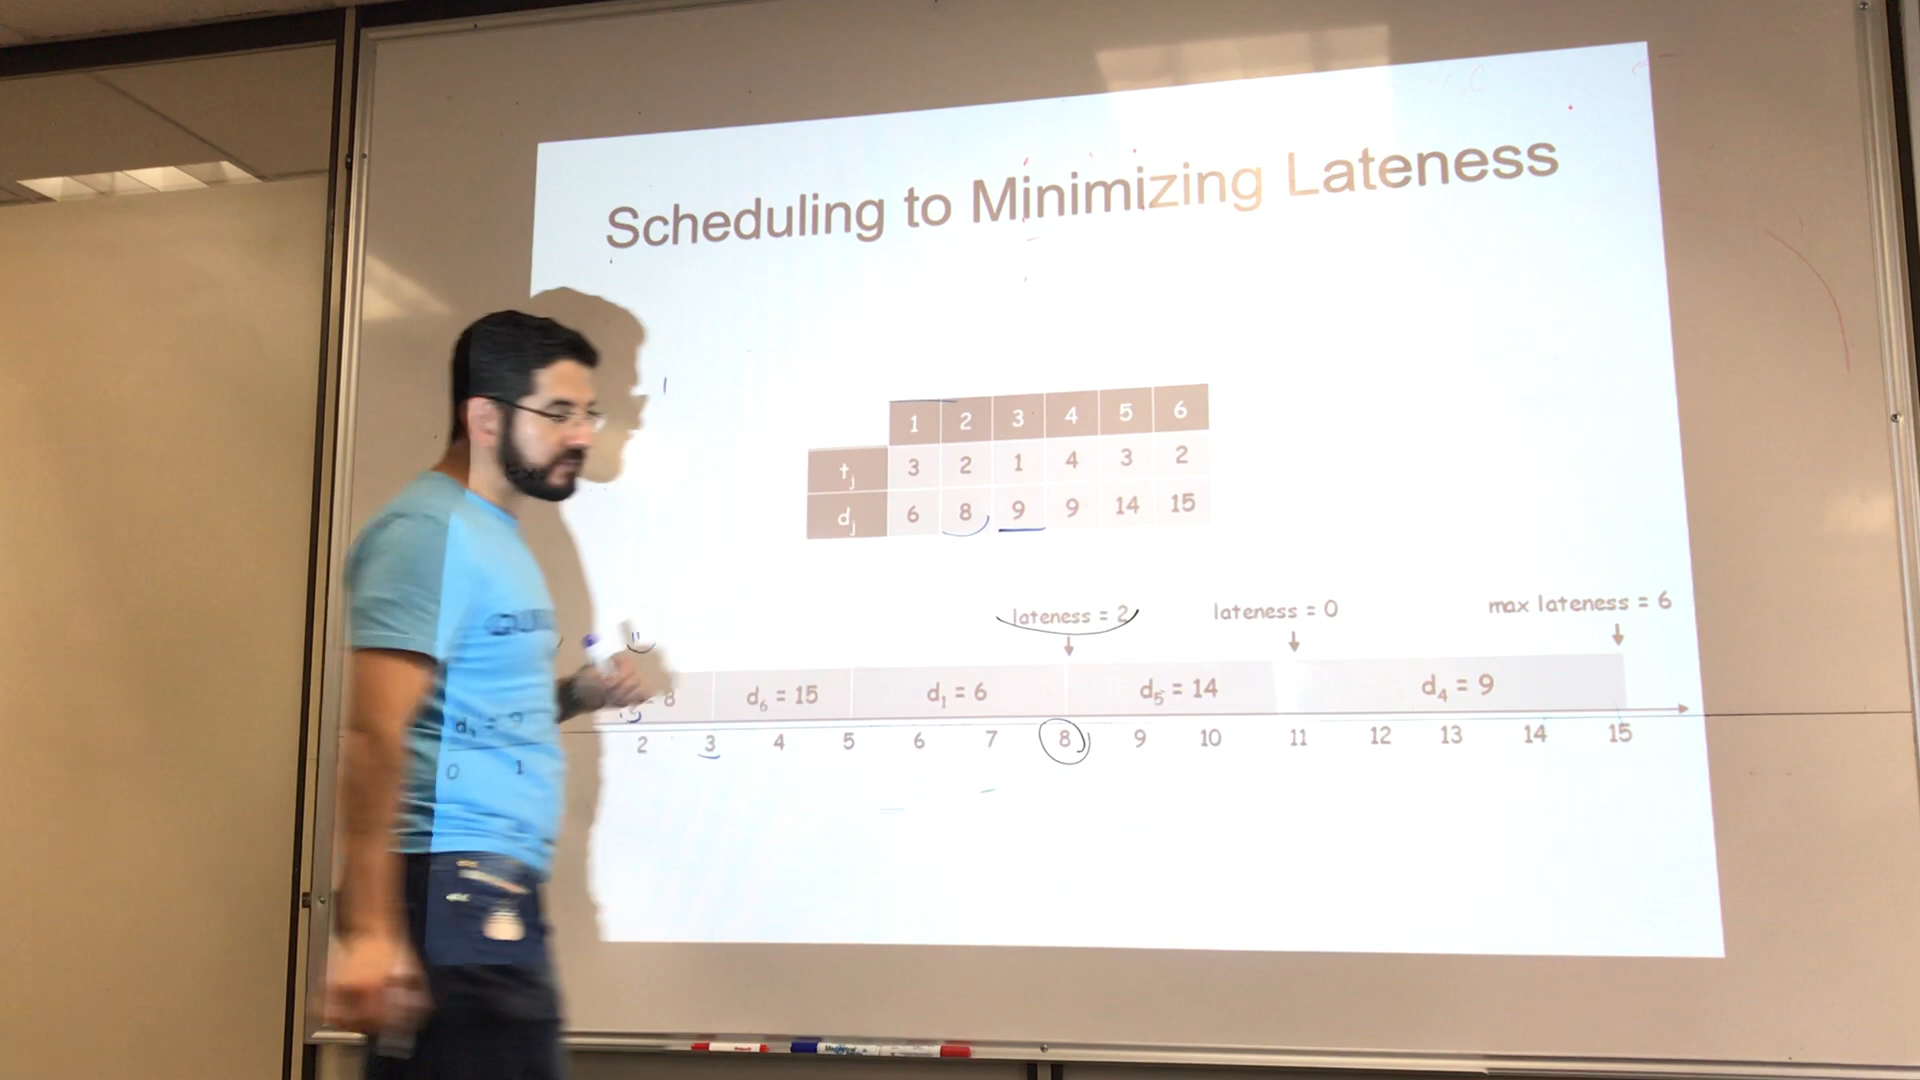 Scheduling to Minimizing Lateness
1 2 3 4 5 6
tj 3 2 1 4 3 2
dj 6 8 9 9 14 15
lateness = 2 lateness = 0 max lateness = 6
= 9 = 8 d6 = 15 d1 = 6 d5 = 14 d4 = 9
0 1 2 3 4 5 6 7 8 9 10 11 12 13 14 15